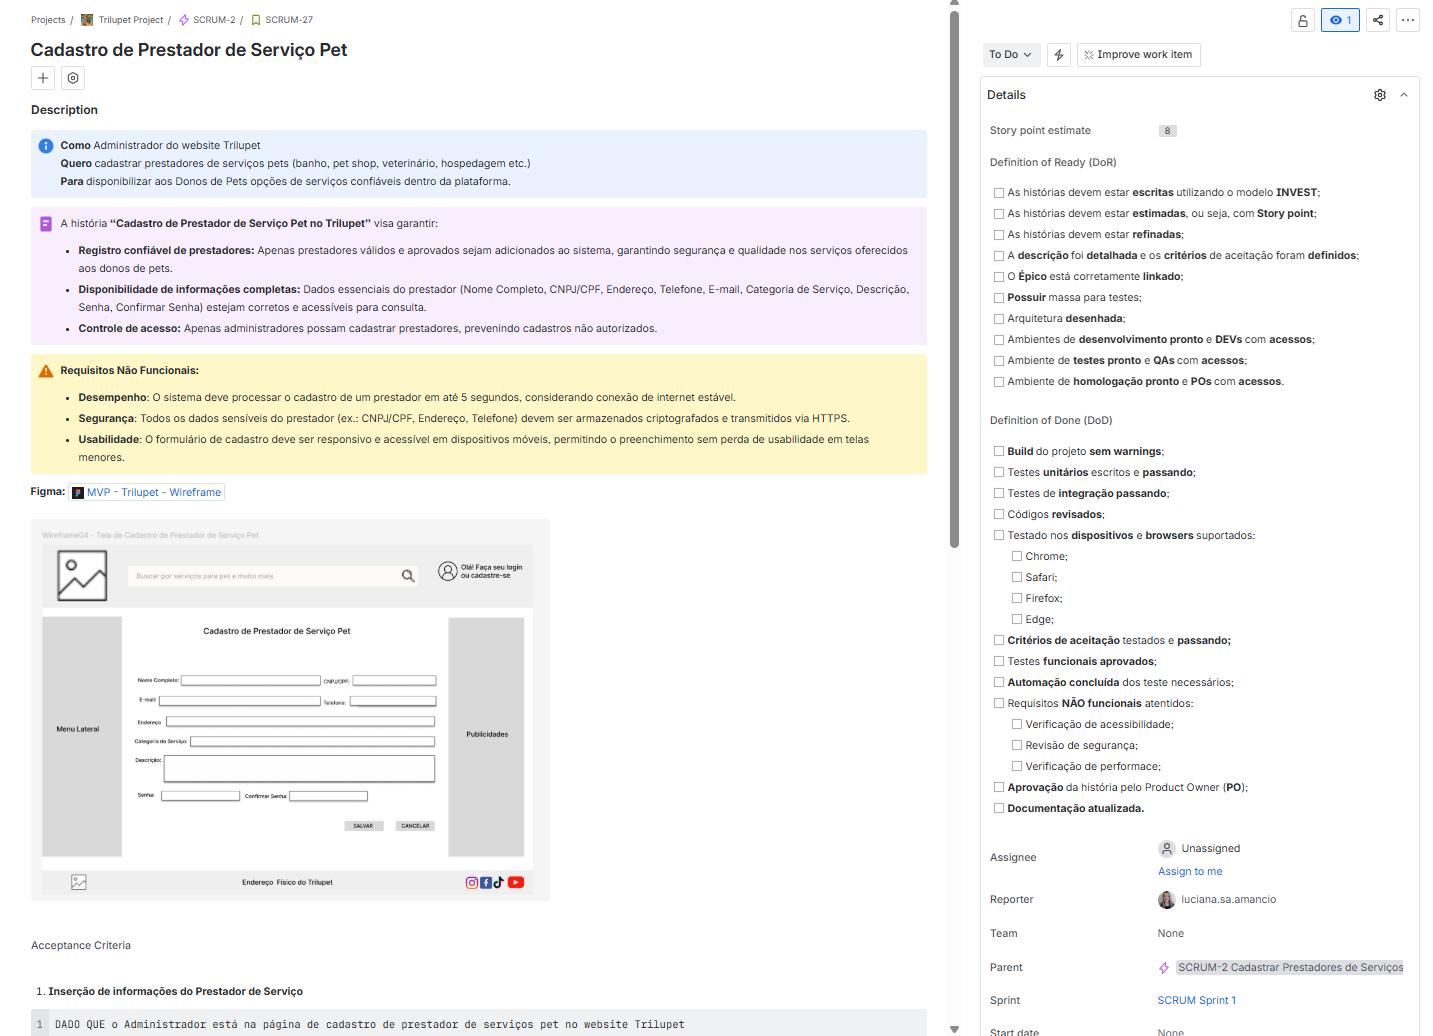 Projects / Trilupet Project / SCRUM-2 / SCRUM-27
Cadastro de Prestador de Serviço Pet
Description
Como Administrador do website Trilupet
Quero cadastrar prestadores de serviços pets (banho, pet shop, veterinário, hospedagem etc.)
Para disponibilizar aos Donos de Pets opções de serviços confiáveis dentro da plataforma.
A história “Cadastro de Prestador de Serviço Pet no Trilupet” visa garantir:
• Registro confiável de prestadores: Apenas prestadores válidos e aprovados sejam adicionados ao sistema, garantindo segurança e qualidade nos serviços oferecidos
aos donos de pets.
• Disponibilidade de informações completas: Dados essenciais do prestador (Nome Completo, CNPJ/CPF, Endereço, Telefone, E-mail, Categoria de Serviço, Descrição,
Senha, Confirmar Senha) estejam corretos e acessíveis para consulta.
• Controle de acesso: Apenas administradores possam cadastrar prestadores, prevenindo cadastros não autorizados.
Requisitos Não Funcionais:
• Desempenho: O sistema deve processar o cadastro de um prestador em até 5 segundos, considerando conexão de internet estável.
• Segurança: Todos os dados sensíveis do prestador (ex.: CNPJ/CPF, Endereço, Telefone) devem ser armazenados criptografados e transmitidos via HTTPS.
• Usabilidade: O formulário de cadastro deve ser responsivo e acessível em dispositivos móveis, permitindo o preenchimento sem perda de usabilidade em telas
menores.
Figma: MVP - Trilupet - Wireframe
Wireframe04 - Tela de Cadastro de Prestador de Serviço Pet
Buscar por serviços para pet e muito mais
Olá! Faça seu login
ou cadastre-se
Menu Lateral
Cadastro de Prestador de Serviço Pet
Nome Completo:
CNPJ/CPF:
E-mail:
Telefone:
Endereço
Categoria de Serviço:
Descrição:
Senha:
Confirmar Senha:
SALVAR
CANCELAR
Publicidades
Endereço Físico do Trilupet
Acceptance Criteria
1. Inserção de informações do Prestador de Serviço
1 DADO QUE o Administrador está na página de cadastro de prestador de serviços pet no website Trilupet
1
To Do
Improve work item
Details
Story point estimate 8
Definition of Ready (DoR)
As histórias devem estar escritas utilizando o modelo INVEST;
As histórias devem estar estimadas, ou seja, com Story point;
As histórias devem estar refinadas;
A descrição foi detalhada e os critérios de aceitação foram definidos;
O Épico está corretamente linkado;
Possuir massa para testes;
Arquitetura desenhada;
Ambientes de desenvolvimento pronto e DEVs com acessos;
Ambiente de testes pronto e QAs com acessos;
Ambiente de homologação pronto e POs com acessos.
Definition of Done (DoD)
Build do projeto sem warnings;
Testes unitários escritos e passando;
Testes de integração passando;
Códigos revisados;
Testado nos dispositivos e browsers suportados:
Chrome;
Safari;
Firefox;
Edge;
Critérios de aceitação testados e passando;
Testes funcionais aprovados;
Automação concluída dos teste necessários;
Requisitos NÃO funcionais atentidos:
Verificação de acessibilidade;
Revisão de segurança;
Verificação de performace;
Aprovação da história pelo Product Owner (PO);
Documentação atualizada.
Assignee Unassigned
Assign to me
Reporter luciana.sa.amancio
Team None
Parent SCRUM-2 Cadastrar Prestadores de Serviços
Sprint SCRUM Sprint 1
Start date None